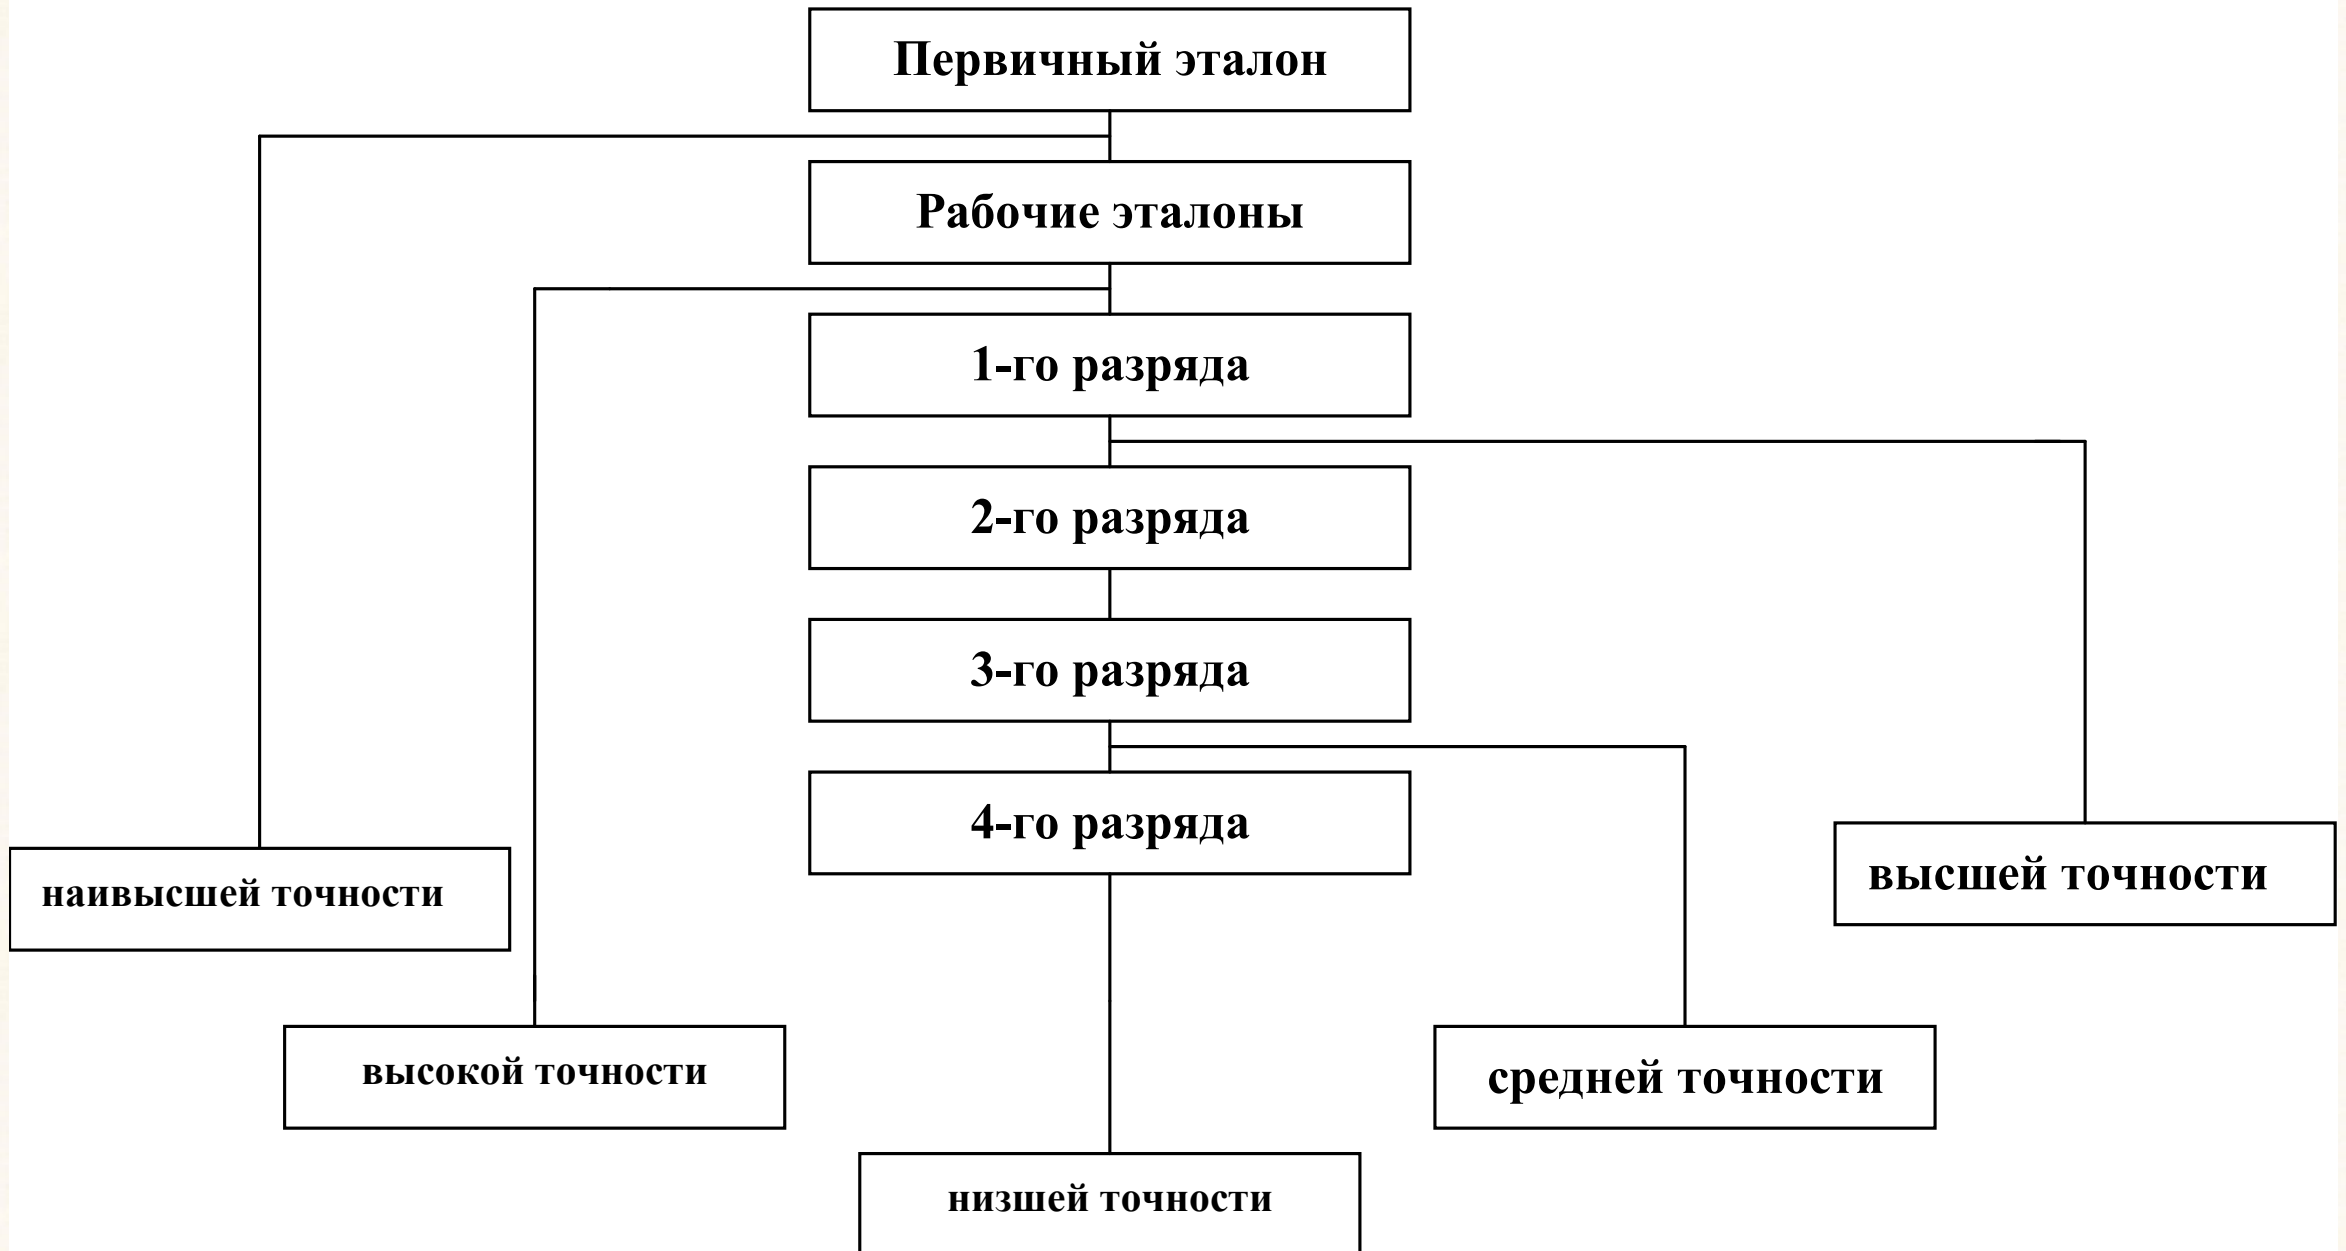 Первичный эталон
Рабочие эталоны
1-го разряда
2-го разряда
3-го разряда
4-го разряда
высшей точности
наивысшей точности
высокой точности
средней точности
низшей точности